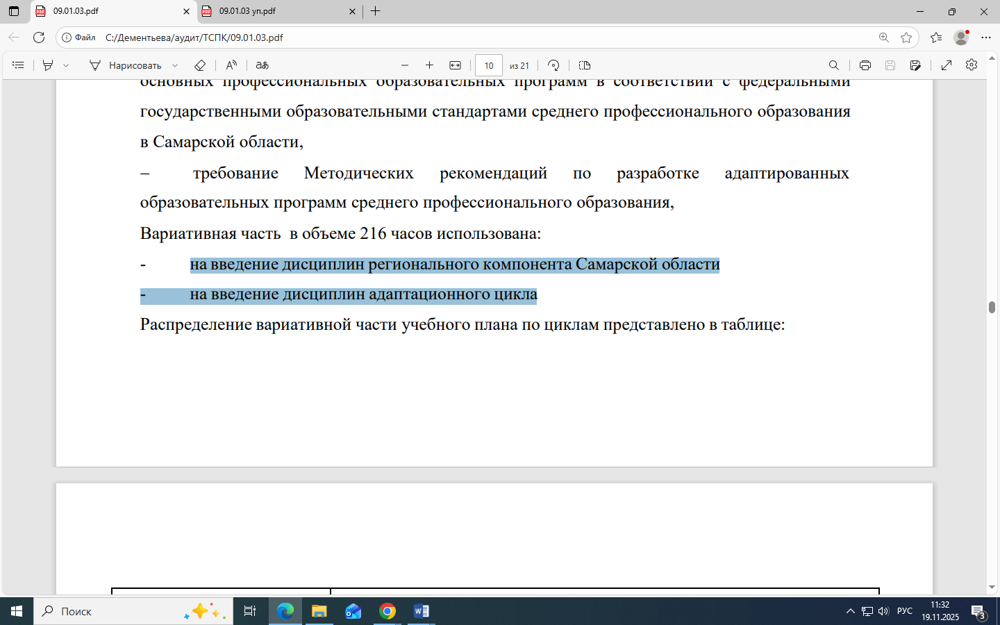 09.01.03.pdf
09.01.03 уп.pdf
Файл
C:/Дементьева/аудит/ТСПК/09.01.03.pdf
Нарисовать
10
из 21
основных профессиональных образовательных программ в соответствии с федеральными
государственными образовательными стандартами среднего профессионального образования
в Самарской области,
– требование Методических рекомендаций по разработке адаптированных
образовательных программ среднего профессионального образования,
Вариативная часть в объеме 216 часов использована:
- на введение дисциплин регионального компонента Самарской области
- на введение дисциплин адаптационного цикла
Распределение вариативной части учебного плана по циклам представлено в таблице:
Поиск
РУС
11:32
19.11.2025
3